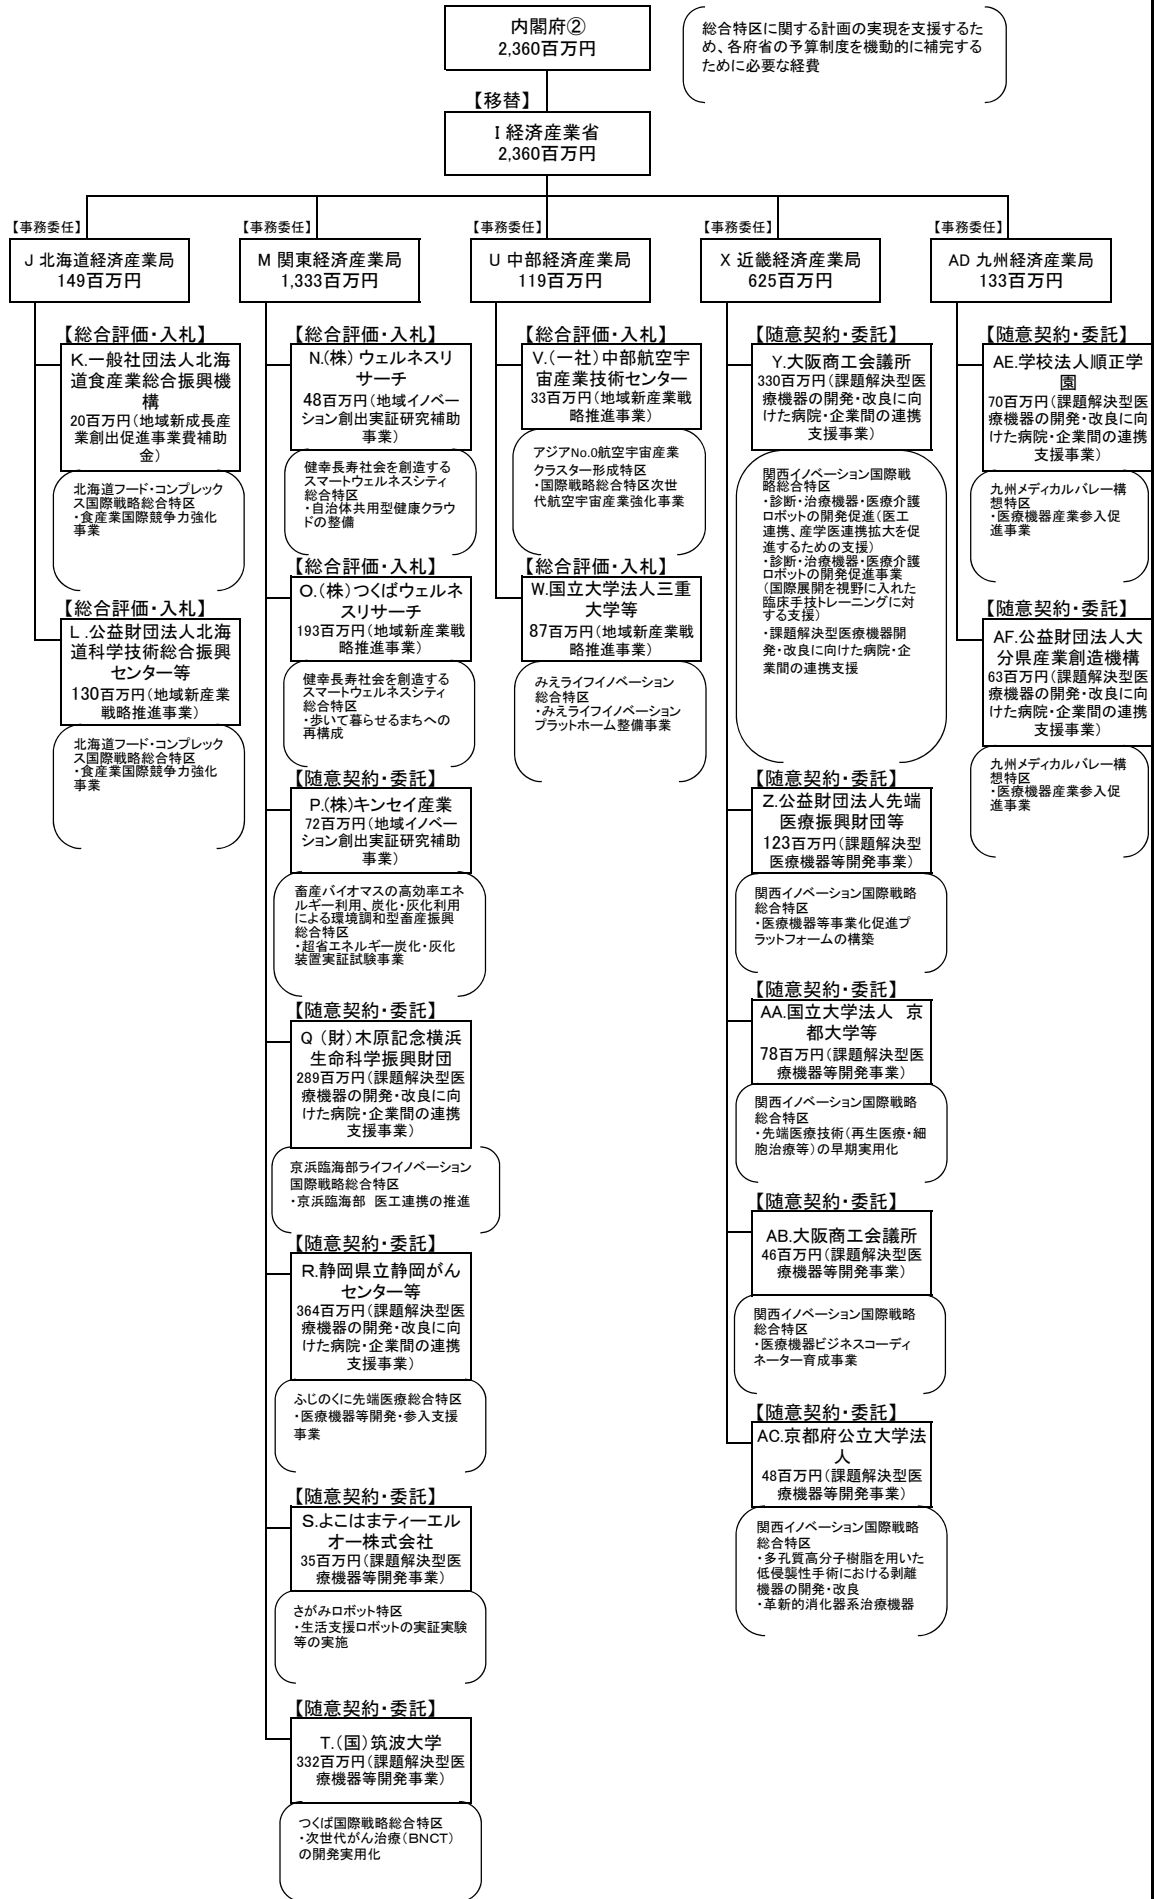 内閣府②
2,360百万円
総合特区に関する計画の実現を支援するた
め、各府省の予算制度を機動的に補完する
ために必要な経費
【移替】
I 経済産業省
2,360百万円
【事務委任】
J 北海道経済産業局
149百万円
【総合評価・入札】
K.一般社団法人北海
道食産業総合振興機
構
20百万円（地域新成長産
業創出促進事業費補助
金）
北海道フード・コンプレック
ス国際戦略総合特区
・食産業国際競争力強化
事業
【総合評価・入札】
L .公益財団法人北海
道科学技術総合振興
センター等
130百万円（地域新産業
戦略推進事業）
北海道フード・コンプレック
ス国際戦略総合特区
・食産業国際競争力強化
事業
【事務委任】
M 関東経済産業局
1,333百万円
【総合評価・入札】
N.（株） ウェルネスリ
サーチ
48百万円（地域イノベー
ション創出実証研究補助
事業）
健幸長寿社会を創造する
スマートウェルネスシティ
総合特区
・自治体共用型健康クラウ
ドの整備
【総合評価・入札】
O.（株）つくばウェルネ
スリサーチ
193百万円（地域新産業戦
略推進事業）
健幸長寿社会を創造する
スマートウェルネスシティ
総合特区
・歩いて暮らせるまちへの
再構成
【随意契約・委託】
P.（株）キンセイ産業
72百万円（地域イノベー
ション創出実証研究補助
事業）
畜産バイオマスの高効率エネ
ルギー利用、炭化・灰化利用
による環境調和型畜産振興
総合特区
・超省エネルギー炭化・灰化
装置実証試験事業
【随意契約・委託】
Q （財）木原記念横浜
生命科学振興財団
289百万円（課題解決型医
療機器の開発・改良に向
けた病院・企業間の連携
支援事業）
京浜臨海部ライフイノベーション
国際戦略総合特区
・京浜臨海部 医工連携の推進
【随意契約・委託】
R.静岡県立静岡がん
センター等
364百万円（課題解決型医
療機器の開発・改良に向
けた病院・企業間の連携
支援事業）
ふじのくに先端医療総合特区
・医療機器等開発・参入支援
事業
【随意契約・委託】
S.よこはまティーエル
オー株式会社
35百万円（課題解決型医
療機器等開発事業）
さがみロボット特区
・生活支援ロボットの実証実験
等の実施
【随意契約・委託】
T.（国）筑波大学
332百万円（課題解決型医
療機器等開発事業）
つくば国際戦略総合特区
・次世代がん治療（ＢＮＣＴ）
の開発実用化
【事務委任】
U 中部経済産業局
119百万円
【総合評価・入札】
V.（一社）中部航空宇
宙産業技術センター
33百万円（地域新産業戦
略推進事業）
アジアNo.0航空宇宙産業
クラスター形成特区
・国際戦略総合特区次世
代航空宇宙産業強化事業
【総合評価・入札】
W.国立大学法人三重
大学等
87百万円（地域新産業戦
略推進事業）
みえライフイノベーション
総合特区
・みえライフイノベーション
プラットホーム整備事業
【事務委任】
X 近畿経済産業局
625百万円
【随意契約・委託】
Y.大阪商工会議所
330百万円（課題解決型医
療機器の開発・改良に向
けた病院・企業間の連携
支援事業）
関西イノベーション国際戦
略総合特区
・診断・治療機器・医療介護
ロボットの開発促進（医工
連携、産学医連携拡大を促
進するための支援）
・診断・治療機器・医療介護
ロボットの開発促進事業
（国際展開を視野に入れた
臨床手技トレーニングに対
する支援）
・課題解決型医療機器開
発・改良に向けた病院・企
業間の連携支援
【随意契約・委託】
Z.公益財団法人先端
医療振興財団等
123百万円（課題解決型
医療機器等開発事業）
関西イノベーション国際戦略
総合特区
・医療機器等事業化促進プ
ラットフォームの構築
【随意契約・委託】
AA.国立大学法人　京
都大学等
78百万円（課題解決型医
療機器等開発事業）
関西イノベーション国際戦略
総合特区
・先端医療技術（再生医療・細
胞治療等）の早期実用化
【随意契約・委託】
AB.大阪商工会議所
46百万円（課題解決型医
療機器等開発事業）
関西イノベーション国際戦略
総合特区
・医療機器ビジネスコーディ
ネーター育成事業
【随意契約・委託】
AC.京都府公立大学法
人
48百万円（課題解決型医
療機器等開発事業）
関西イノベーション国際戦略
総合特区
・多孔質高分子樹脂を用いた
低侵襲性手術における剥離
機器の開発・改良
・革新的消化器系治療機器
【事務委任】
AD 九州経済産業局
133百万円
【随意契約・委託】
AE.学校法人順正学
園
70百万円（課題解決型医
療機器の開発・改良に向
けた病院・企業間の連携
支援事業）
九州メディカルバレー構
想特区
・医療機器産業参入促
進事業
【随意契約・委託】
AF.公益財団法人大
分県産業創造機構
63百万円（課題解決型医
療機器の開発・改良に向
けた病院・企業間の連携
支援事業）
九州メディカルバレー構
想特区
・医療機器産業参入促
進事業